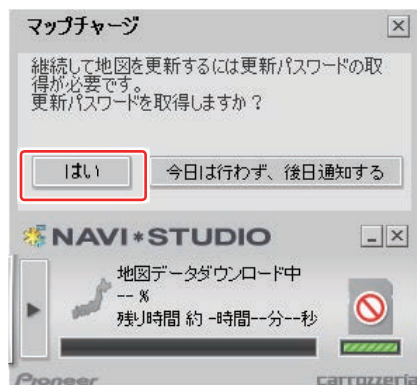 マップチャージ
継続して地図を更新するには更新パスワードの取
得が必要です。
更新パスワードを取得しますか？
はい
今日は行わず、後日通知する
NAVI*STUDIO
地図データダウンロード中
-- %
残り時間 約 -時間--分--秒
Pioneer
carrozzeria